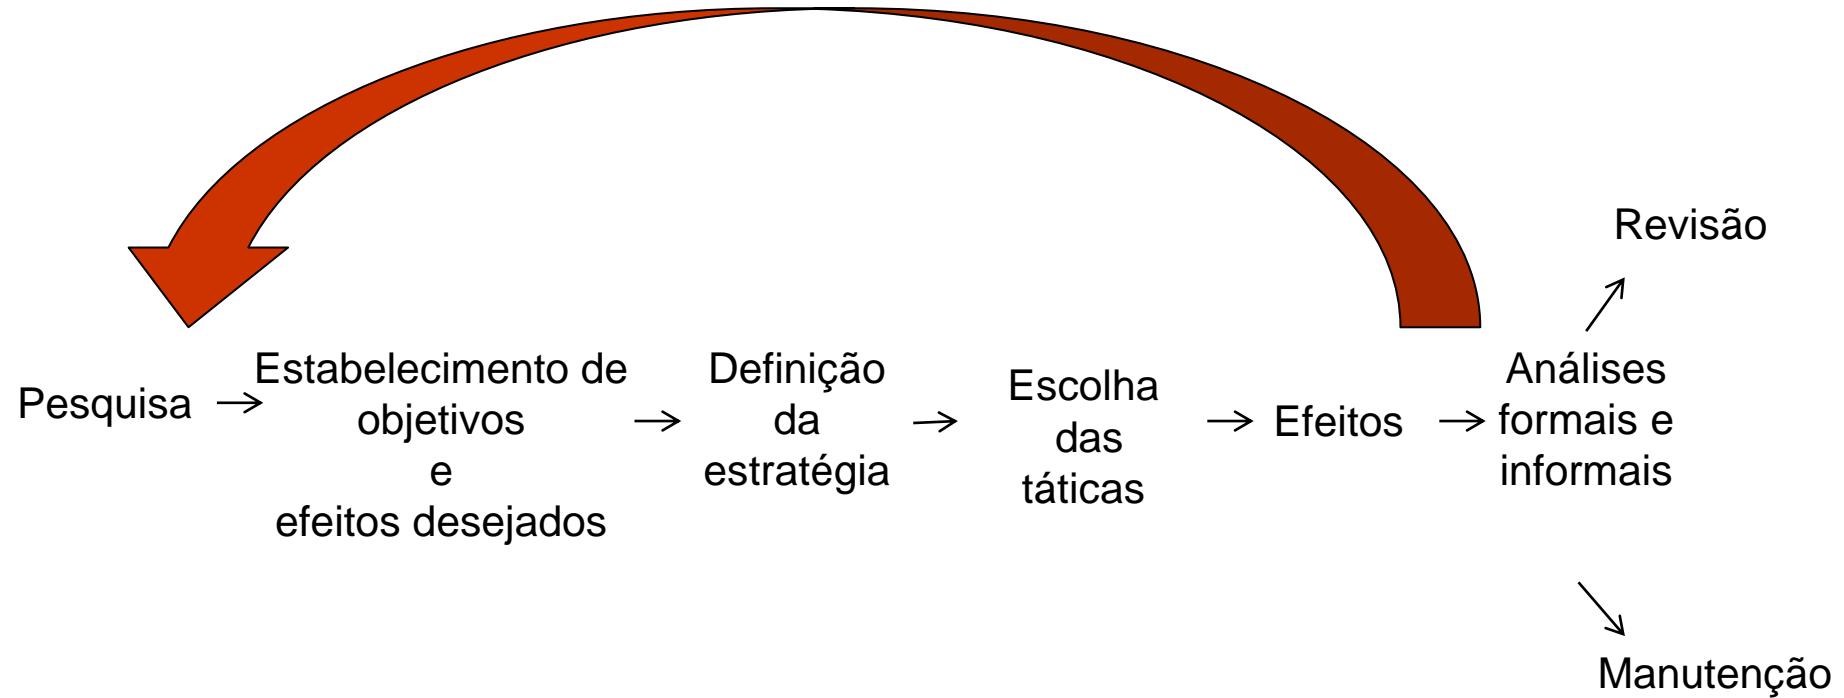 Pesquisa
Estabelecimento de
objetivos
e
efeitos desejados
Definição
da
estratégia
Escolha
das
táticas
Efeitos
Análises
formais e
informais
Revisão
Manutenção